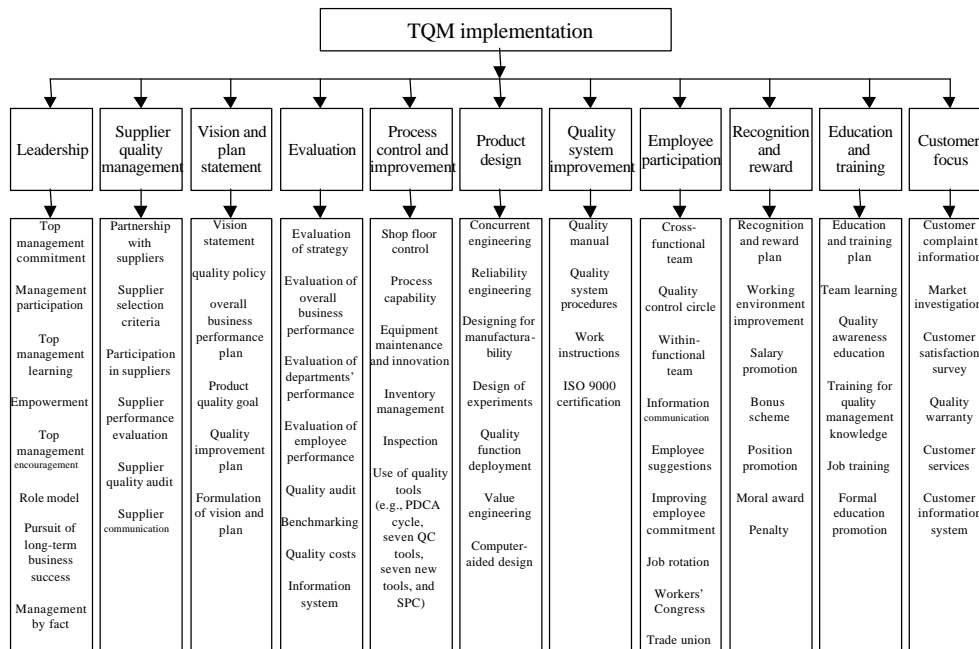 TQM implementation
Leadership
Supplier
quality
management
Vision and
plan
statement
Evaluation
Process
control and
improvement
Product
design
Quality
system
improvement
Employee
participation
Recognition
and
reward
Education
and
training
Customer
focus
Top
management
commitment
Management
participation
Top
management
learning
Empowerment
Top
management
encouragement
Role model
Pursuit of
long-term
business
success
Management
by fact
Partnership
with
suppliers
Supplier
selection
criteria
Participation
in suppliers
Supplier
performance
evaluation
Supplier
quality audit
Supplier
communication
Vision
statement
quality policy
overall
business
performance
plan
Product
quality goal
Quality
improvement
plan
Formulation
of vision and
plan
Evaluation
of strategy
Evaluation of
overall
business
performance
Evaluation of
departments'
performance
Evaluation of
employee
performance
Quality audit
Benchmarking
Quality costs
Information
system
Shop floor
control
Process
capability
Equipment
maintenance
and innovation
Inventory
management
Inspection
Use of quality
tools
(e.g., PDCA
cycle,
seven QC
tools,
seven new
tools, and
SPC)
Concurrent
engineering
Reliability
engineering
Designing for
manufactura-
bility
Design of
experiments
Quality
function
deployment
Value
engineering
Computer-
aided design
Quality
manual
Quality
system
procedures
Work
instructions
ISO 9000
certification
Cross-
functional
team
Quality
control circle
Within-
functional
team
Information
communication
Employee
suggestions
Improving
employee
commitment
Job rotation
Workers'
Congress
Trade union
Recognition
and reward
plan
Working
environment
improvement
Salary
promotion
Bonus
scheme
Position
promotion
Moral award
Penalty
Education
and training
plan
Team learning
Quality
awareness
education
Training for
quality
management
knowledge
Job training
Formal
education
promotion
Customer
complaint
information
Market
investigation
Customer
satisfaction
survey
Quality
warranty
Customer
services
Customer
information
system